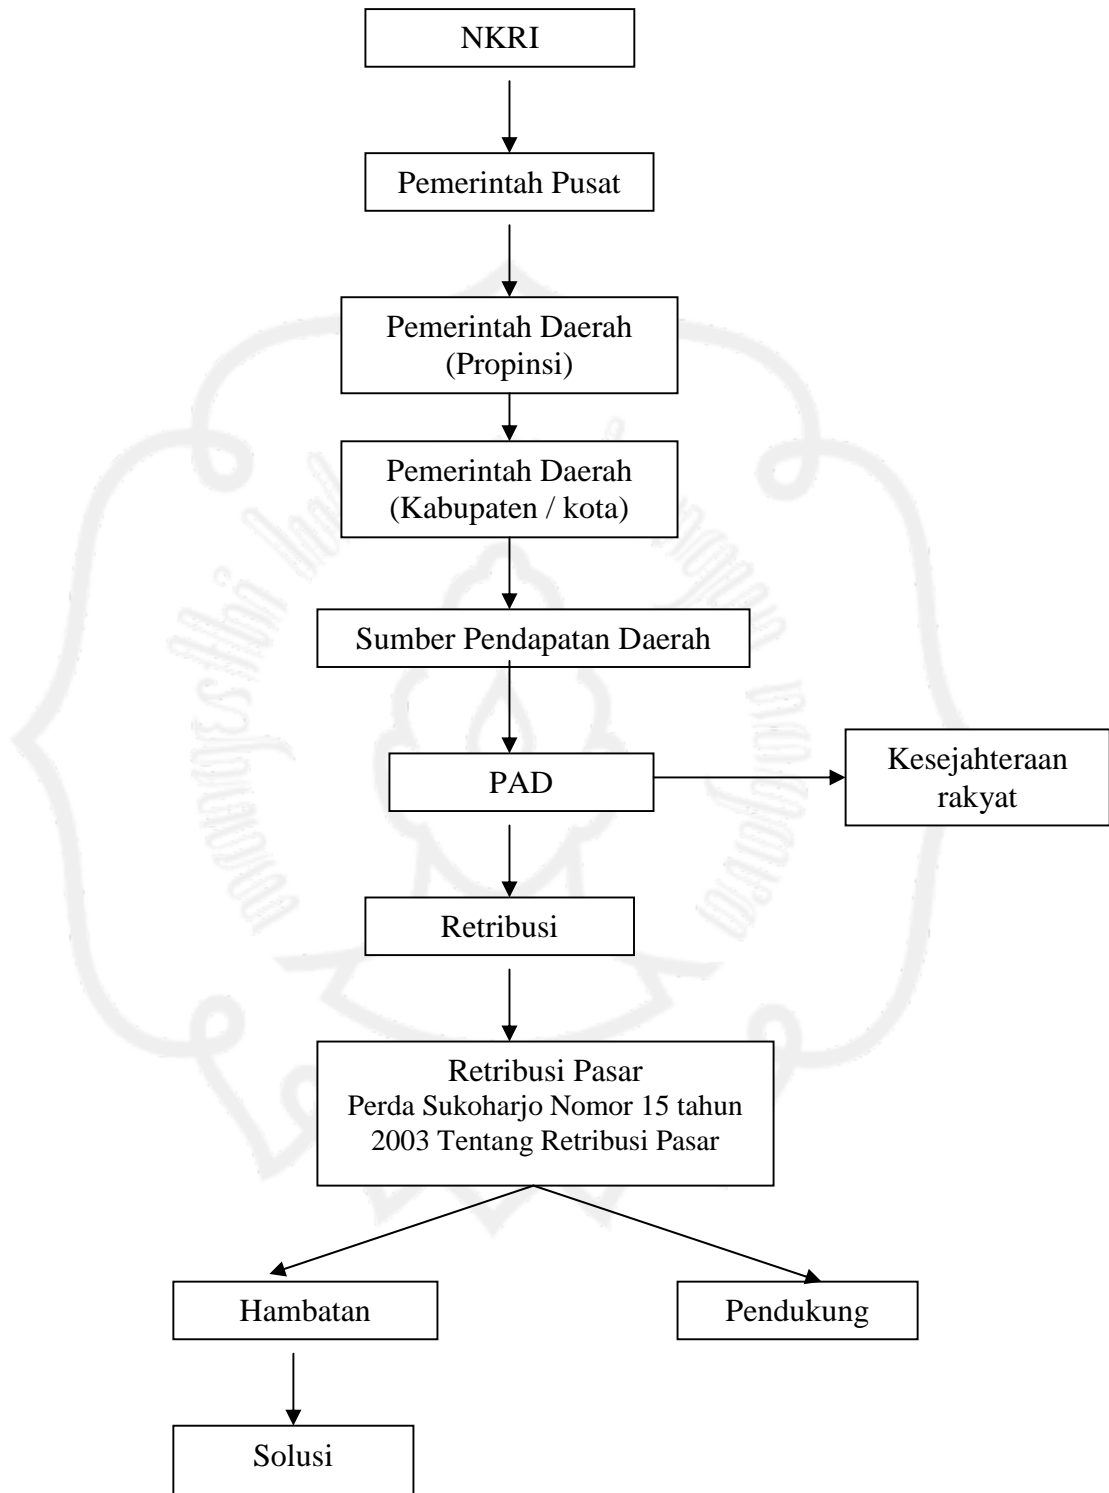 NKRI
Pemerintah Pusat
Pemerintah Daerah
(Propinsi)
Pemerintah Daerah
(Kabupaten / kota)
Sumber Pendapatan Daerah
PAD
Kesejahteraan
rakyat
Retribusi
Retribusi Pasar
Perda Sukoharjo Nomor 15 tahun
2003 Tentang Retribusi Pasar
Hambatan
Pendukung
Solusi